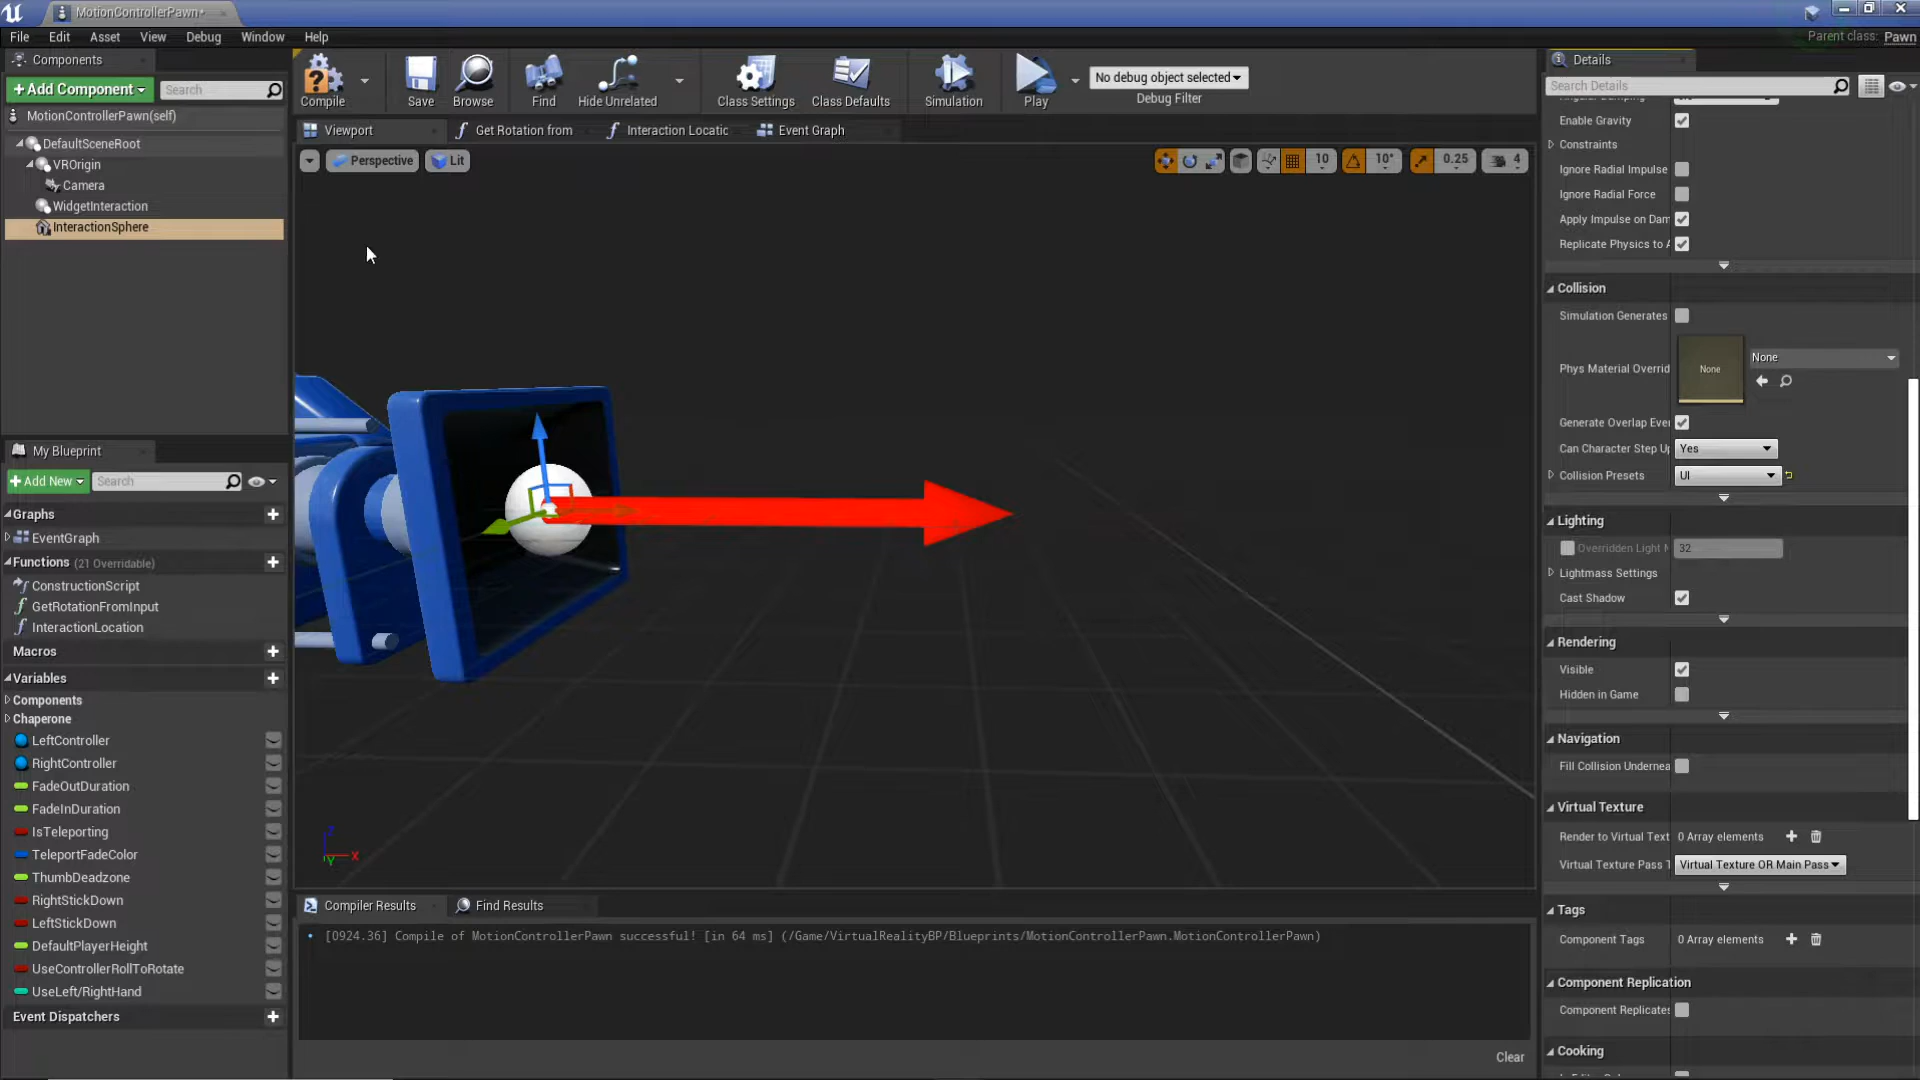 MotionControllerPawn*
File Edit Asset View Debug Window Help
Parent class: Pawn
Components
+Add Component
Search
MotionControllerPawn(self)
DefaultSceneRoot
VROrigin
Camera
WidgetInteraction
InteractionSphere
Compile
Save
Browse
Find
Hide Unrelated
Class Settings
Class Defaults
Simulation
Play
No debug object selected
Debug Filter
Viewport
Get Rotation from
Interaction Locatic
Event Graph
Perspective
Lit
10
10°
0.25
4
My Blueprint
+Add New
Search
Graphs
EventGraph
Functions (21 Overridable)
ConstructionScript
GetRotationFromInput
InteractionLocation
Macros
Variables
Components
Chaperone
LeftController
RightController
FadeOutDuration
FadeInDuration
IsTeleporting
TeleportFadeColor
ThumbDeadzone
RightStickDown
LeftStickDown
DefaultPlayerHeight
UseControllerRollToRotate
UseLeft/RightHand
Event Dispatchers
Z
X
Y
Compiler Results
Find Results
[0924.36] Compile of MotionControllerPawn successful! [in 64 ms] (/Game/VirtualRealityBP/Blueprints/MotionControllerPawn.MotionControllerPawn)
Clear
Details
Search Details
Enable Gravity
Constraints
Ignore Radial Impulse
Ignore Radial Force
Apply Impulse on Dam
Replicate Physics to A
Collision
Simulation Generates
Phys Material Overrid
None
None
Generate Overlap Eve
Can Character Step U
Yes
Collision Presets
UI
Lighting
Overridden Light M
32
Lightmass Settings
Cast Shadow
Rendering
Visible
Hidden in Game
Navigation
Fill Collision Undernea
Virtual Texture
Render to Virtual Text
0 Array elements
Virtual Texture Pass T
Virtual Texture OR Main Pass
Tags
Component Tags
0 Array elements
Component Replication
Component Replicates
Cooking